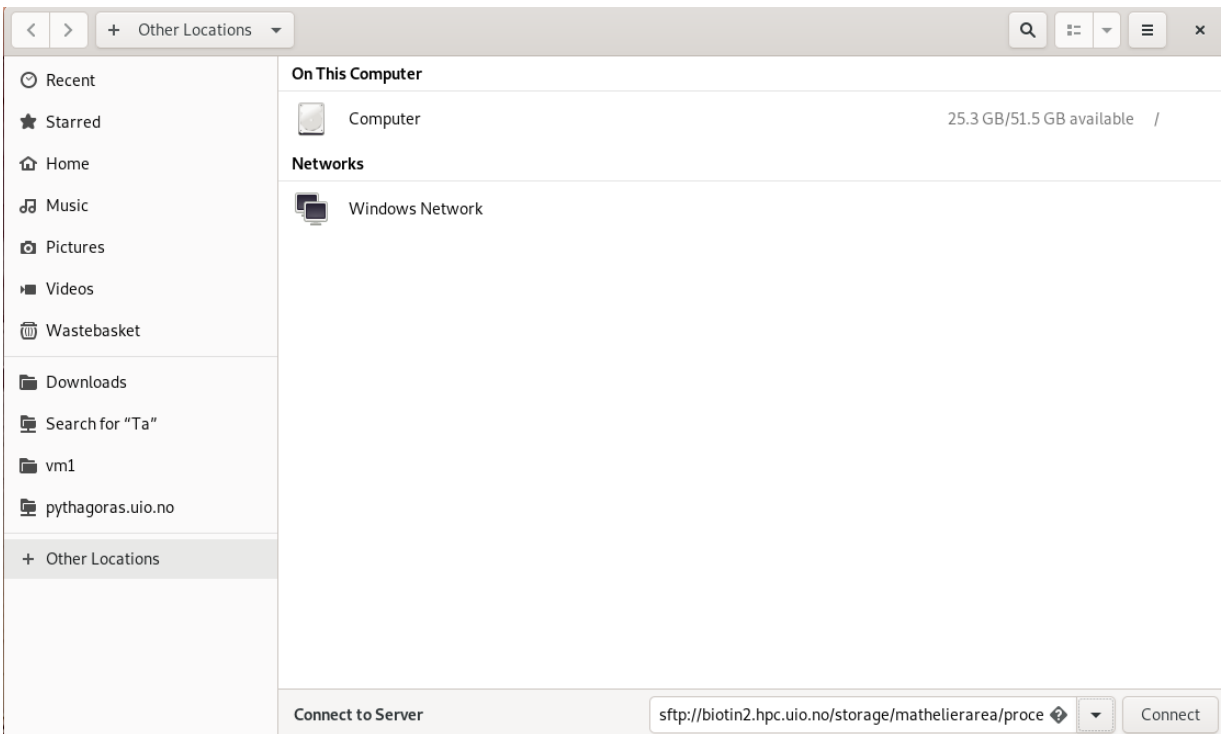 + Other Locations
On This Computer
Recent
Computer
25.3 GB/51.5 GB available /
Starred
Home
Networks
Music
Windows Network
Pictures
Videos
Wastebasket
Downloads
Search for “Ta”
vm1
pythagoras.uio.no
+ Other Locations
Connect to Server
sftp://biotin2.hpc.uio.no/storage/mathelierarea/proce
Connect